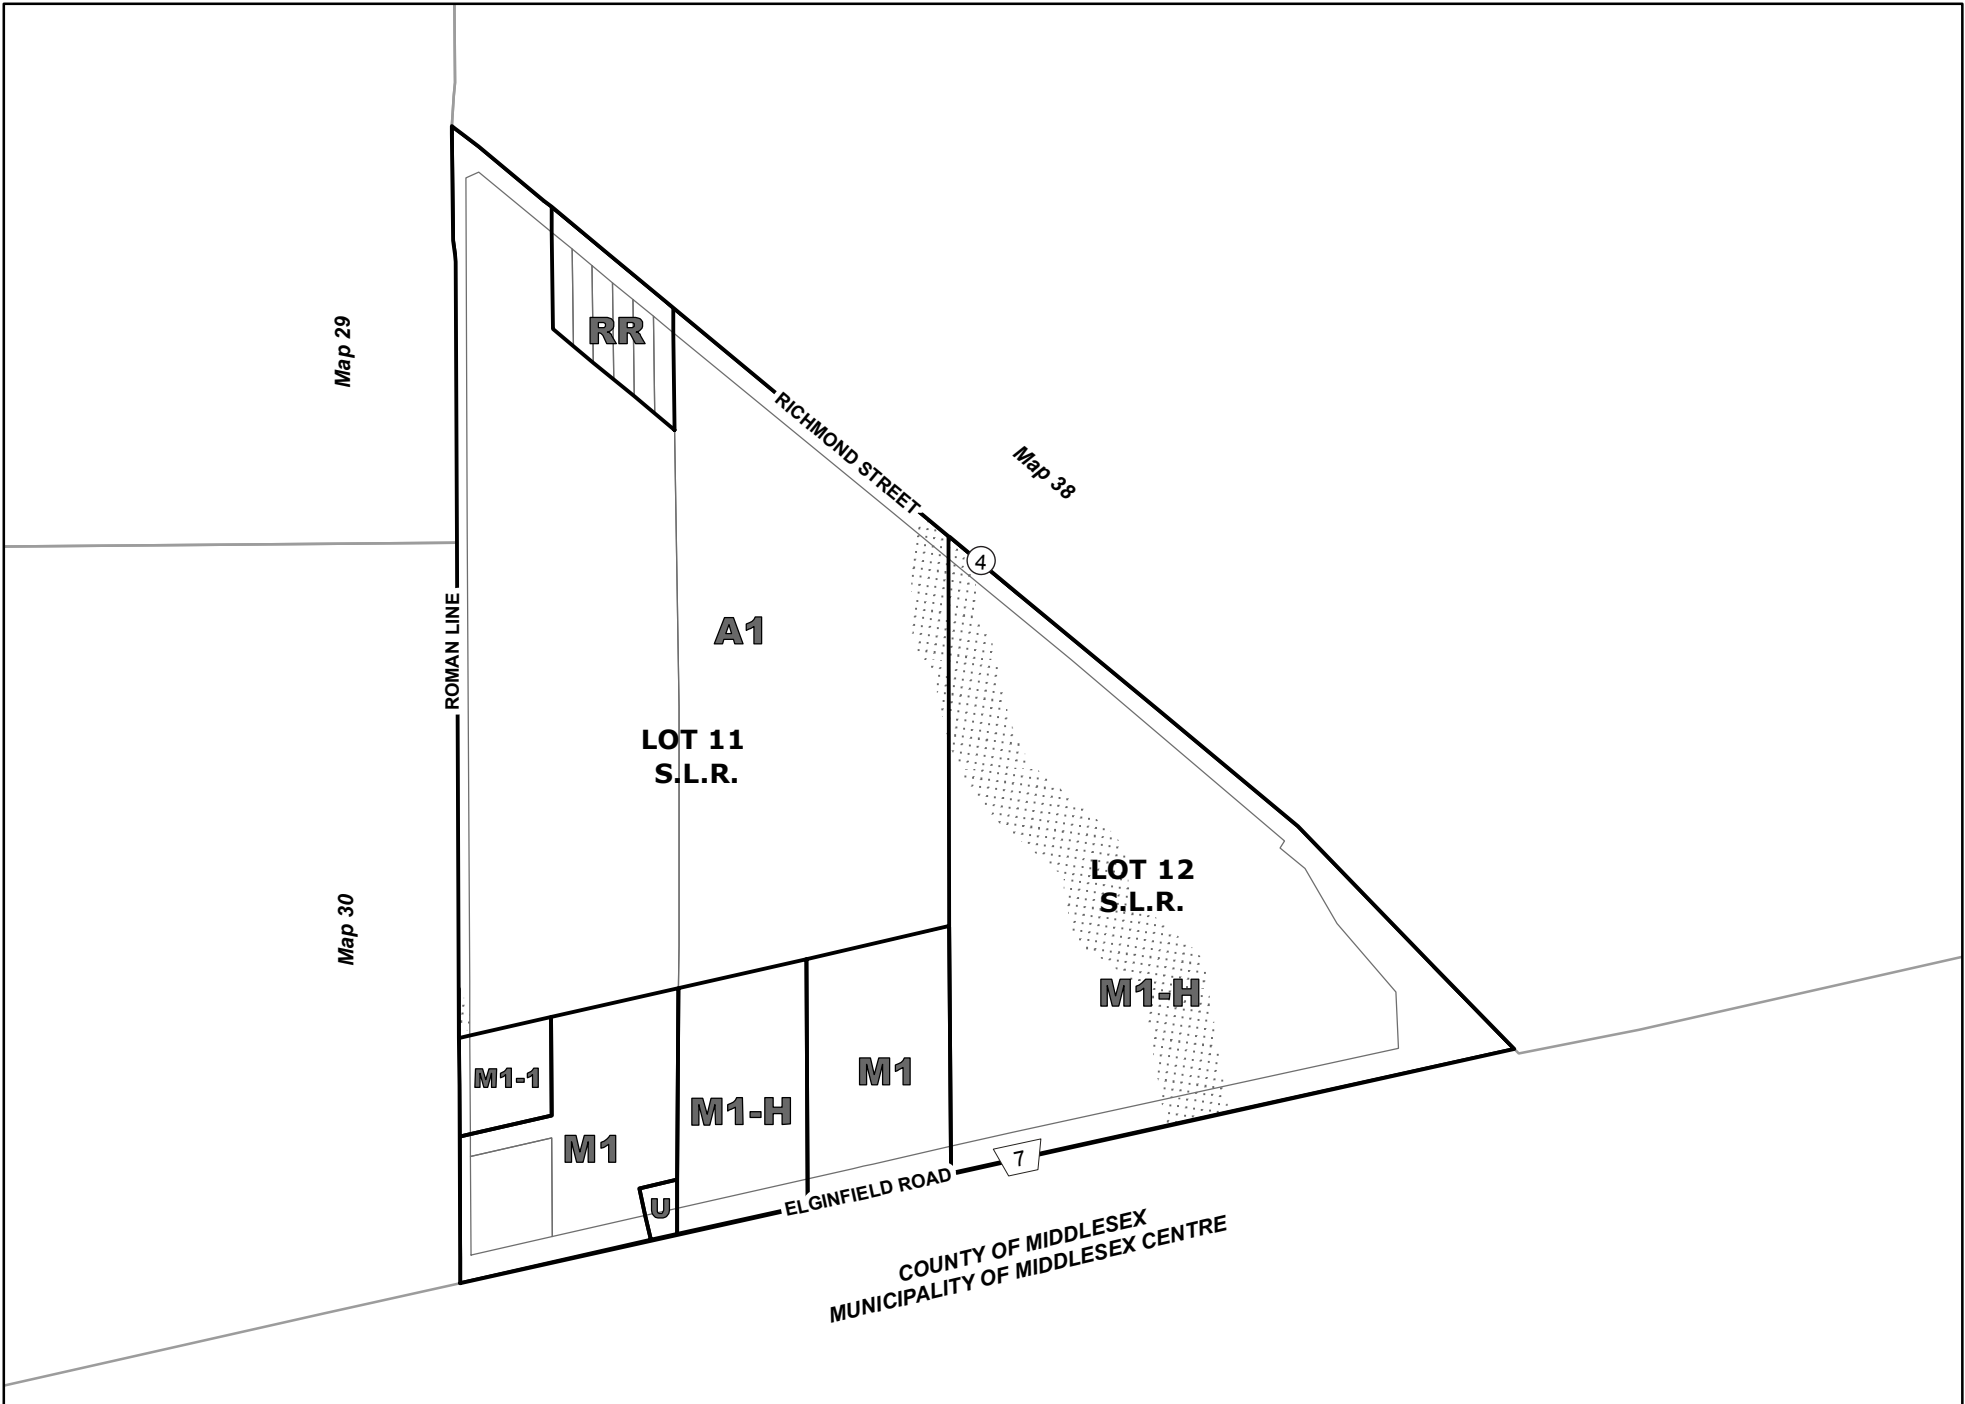 RR
Map 29
RICHMOND STREET
Map 38
4
ROMAN LINE
A1
LOT 11
S.L.R.
LOT 12
S.L.R.
Map 30
M1-H
M1-1
M1
M1-H
M1
U
7
ELGINFIELD ROAD
COUNTY OF MIDDLESEX
MUNICIPALITY OF MIDDLESEX CENTRE